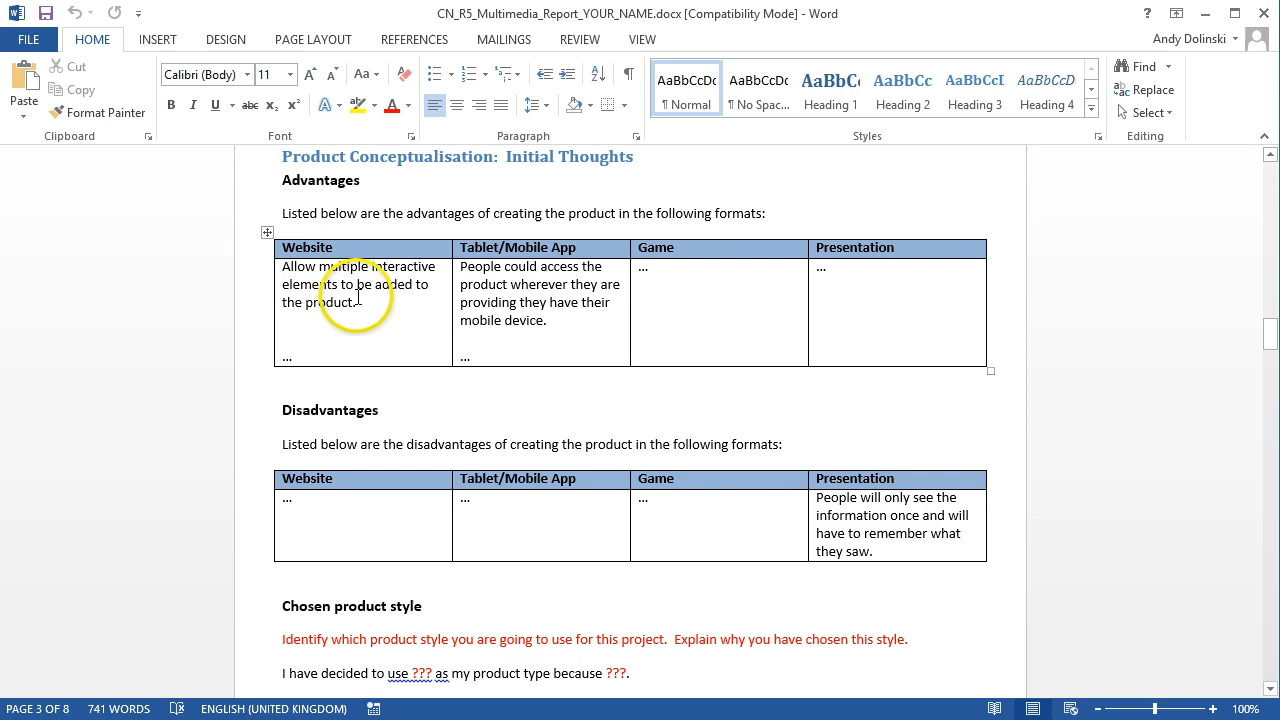 CN_R5_Multimedia_Report_YOUR_NAME.docx [Compatibility Mode] - Word
FILE HOME INSERT DESIGN PAGE LAYOUT REFERENCES MAILINGS REVIEW VIEW Andy Dolinski
Paste
Cut
Copy
Format Painter
Clipboard
Calibri (Body) 11
Font
Paragraph
AaBbCcDc AaBbCcDc AaBbC AaBbCc AaBbCcI AaBbCcD
¶ Normal ¶ No Spac... Heading 1 Heading 2 Heading 3 Heading 4
Styles
Find
Replace
Select
Editing
Product Conceptualisation: Initial Thoughts
Advantages
Listed below are the advantages of creating the product in the following formats:
Website Tablet/Mobile App Game Presentation
Allow multiple interactive
elements to be added to
the product.
...
People could access the
product wherever they are
providing they have their
mobile device.
...
...
...
Disadvantages
Listed below are the disadvantages of creating the product in the following formats:
Website Tablet/Mobile App Game Presentation
...
...
...
People will only see the
information once and will
have to remember what
they saw.
Chosen product style
Identify which product style you are going to use for this project. Explain why you have chosen this style.
I have decided to use ??? as my product type because ???.
PAGE 3 OF 8 741 WORDS ENGLISH (UNITED KINGDOM) 100%